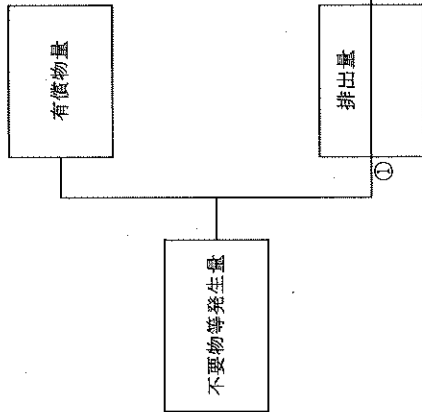 有償物量
排出量
①
不要物等発生量